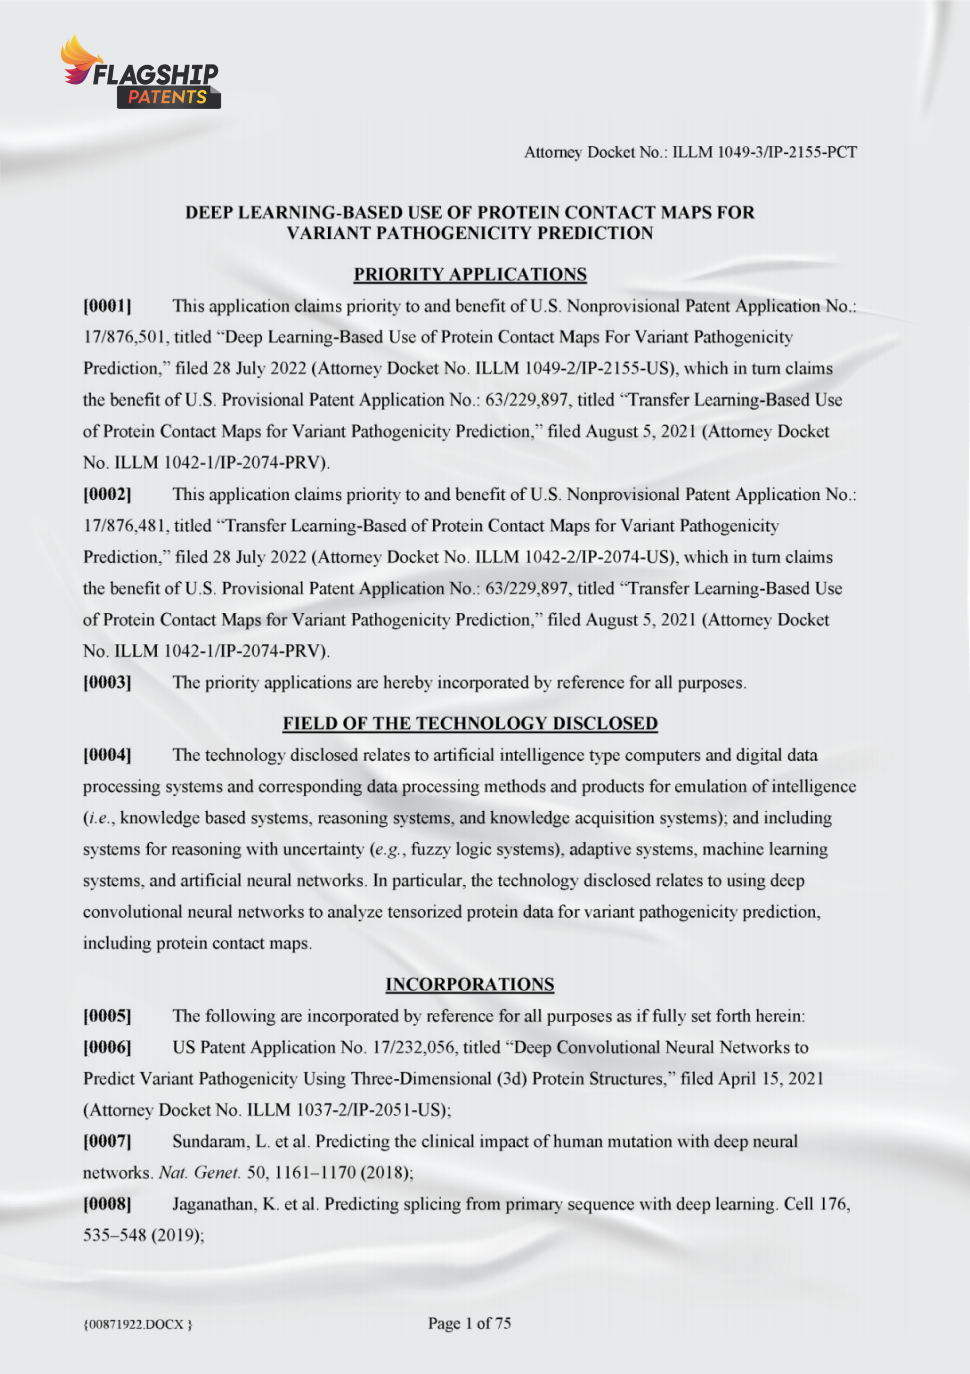 FLAGSHIP
PATENTS
Attorney Docket No.: ILLM 1049-3/IP-2155-PCT
DEEP LEARNING-BASED USE OF PROTEIN CONTACT MAPS FOR
VARIANT PATHOGENICITY PREDICTION
PRIORITY APPLICATIONS
[0001] This application claims priority to and benefit of U.S. Nonprovisional Patent Application No.:
17/876,501, titled “Deep Learning-Based Use of Protein Contact Maps For Variant Pathogenicity
Prediction,” filed 28 July 2022 (Attorney Docket No. ILLM 1049-2/IP-2155-US), which in turn claims
the benefit of U.S. Provisional Patent Application No.: 63/229,897, titled “Transfer Learning-Based Use
of Protein Contact Maps for Variant Pathogenicity Prediction,” filed August 5, 2021 (Attorney Docket
No. ILLM 1042-1/IP-2074-PRV).
[0002] This application claims priority to and benefit of U.S. Nonprovisional Patent Application No.:
17/876,481, titled “Transfer Learning-Based of Protein Contact Maps for Variant Pathogenicity
Prediction,” filed 28 July 2022 (Attorney Docket No. ILLM 1042-2/IP-2074-US), which in turn claims
the benefit of U.S. Provisional Patent Application No.: 63/229,897, titled “Transfer Learning-Based Use
of Protein Contact Maps for Variant Pathogenicity Prediction,” filed August 5, 2021 (Attorney Docket
No. ILLM 1042-1/IP-2074-PRV).
[0003] The priority applications are hereby incorporated by reference for all purposes.
FIELD OF THE TECHNOLOGY DISCLOSED
[0004] The technology disclosed relates to artificial intelligence type computers and digital data
processing systems and corresponding data processing methods and products for emulation of intelligence
(i.e., knowledge based systems, reasoning systems, and knowledge acquisition systems); and including
systems for reasoning with uncertainty (e.g., fuzzy logic systems), adaptive systems, machine learning
systems, and artificial neural networks. In particular, the technology disclosed relates to using deep
convolutional neural networks to analyze tensorized protein data for variant pathogenicity prediction,
including protein contact maps.
INCORPORATIONS
[0005] The following are incorporated by reference for all purposes as if fully set forth herein:
[0006] US Patent Application No. 17/232,056, titled “Deep Convolutional Neural Networks to
Predict Variant Pathogenicity Using Three-Dimensional (3d) Protein Structures,” filed April 15, 2021
(Attorney Docket No. ILLM 1037-2/IP-2051-US);
[0007] Sundaram, L. et al. Predicting the clinical impact of human mutation with deep neural
networks. Nat. Genet. 50, 1161–1170 (2018);
[0008] Jaganathan, K. et al. Predicting splicing from primary sequence with deep learning. Cell 176,
535–548 (2019);
{00871922.DOCX }
Page 1 of 75